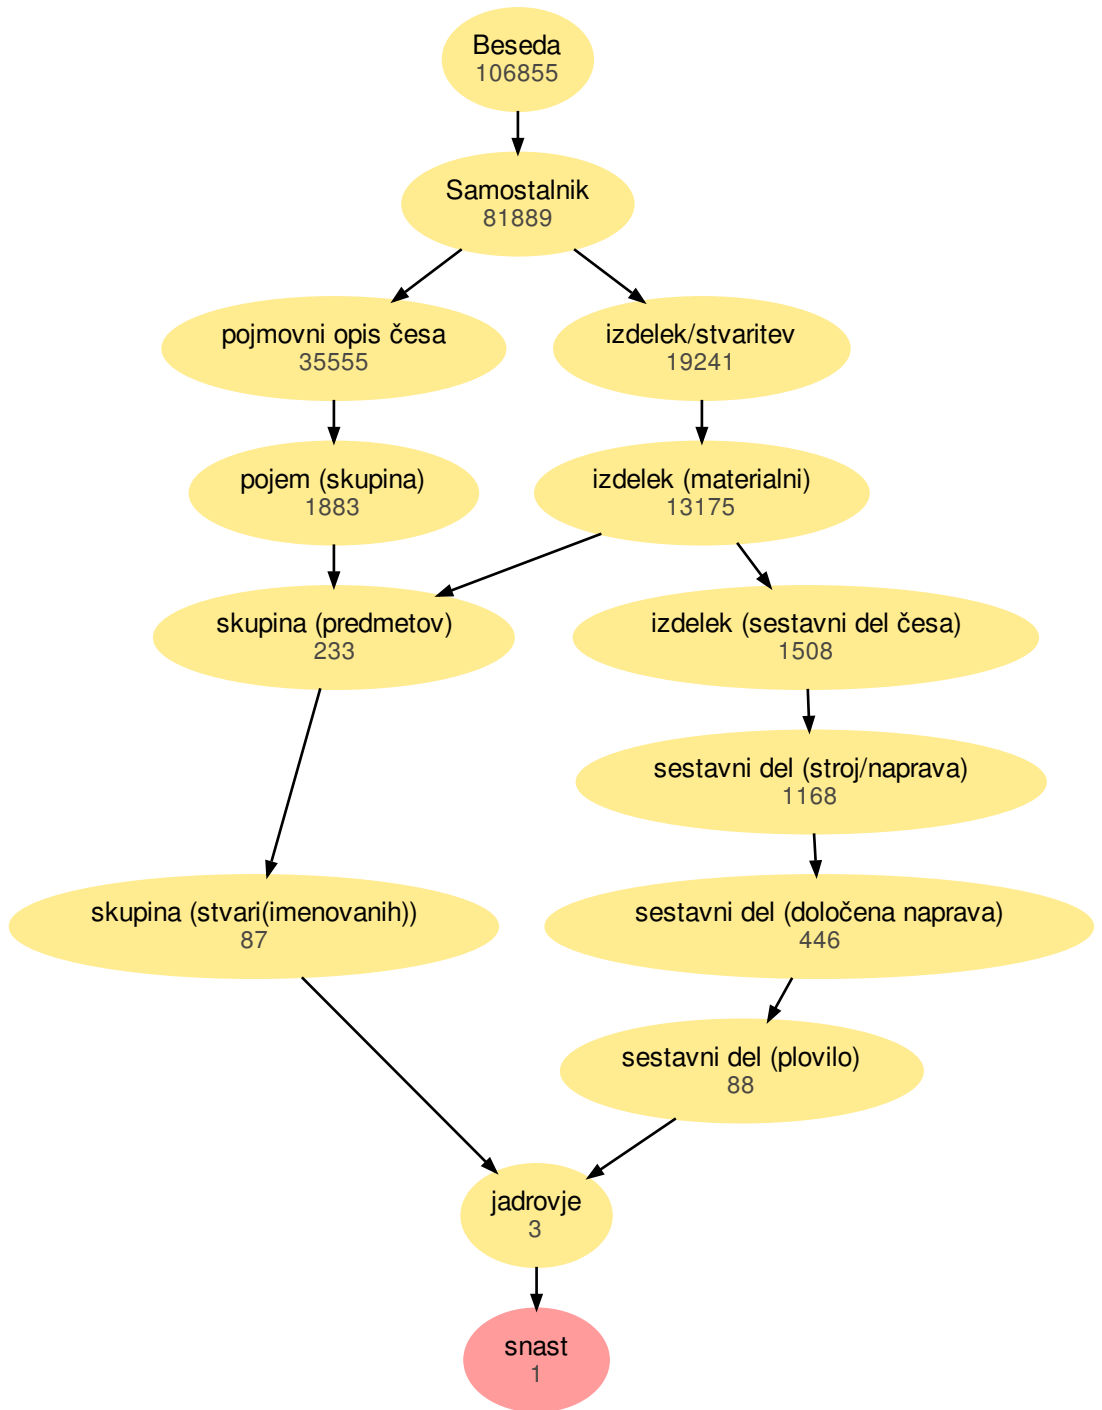 Beseda
106855
Samostalnik
81889
pojmovni opis česa
35555
izdelek/stvaritev
19241
pojem (skupina)
1883
izdelek (materialni)
13175
skupina (predmetov)
233
izdelek (sestavni del česa)
1508
sestavni del (stroj/naprava)
1168
skupina (stvari(imenovanih))
87
sestavni del (določena naprava)
446
sestavni del (plovilo)
88
jadrovje
3
snast
1